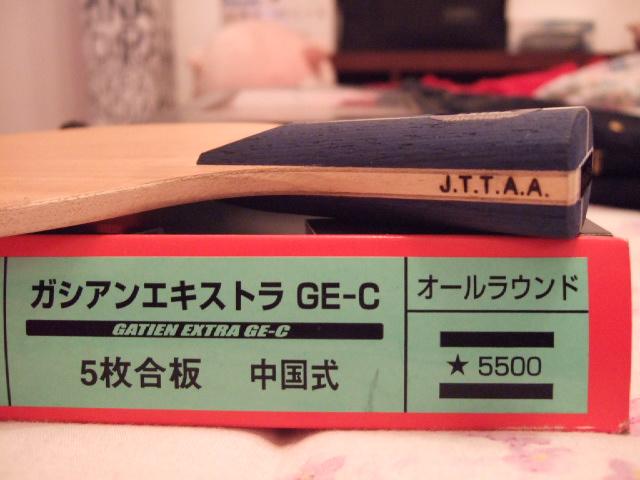 J.T.T.A.A.
ガシアンエキストラ GE-C
GATIEN EXTRA GE-C
5枚合板 中国式
オールラウンド
★ 5500